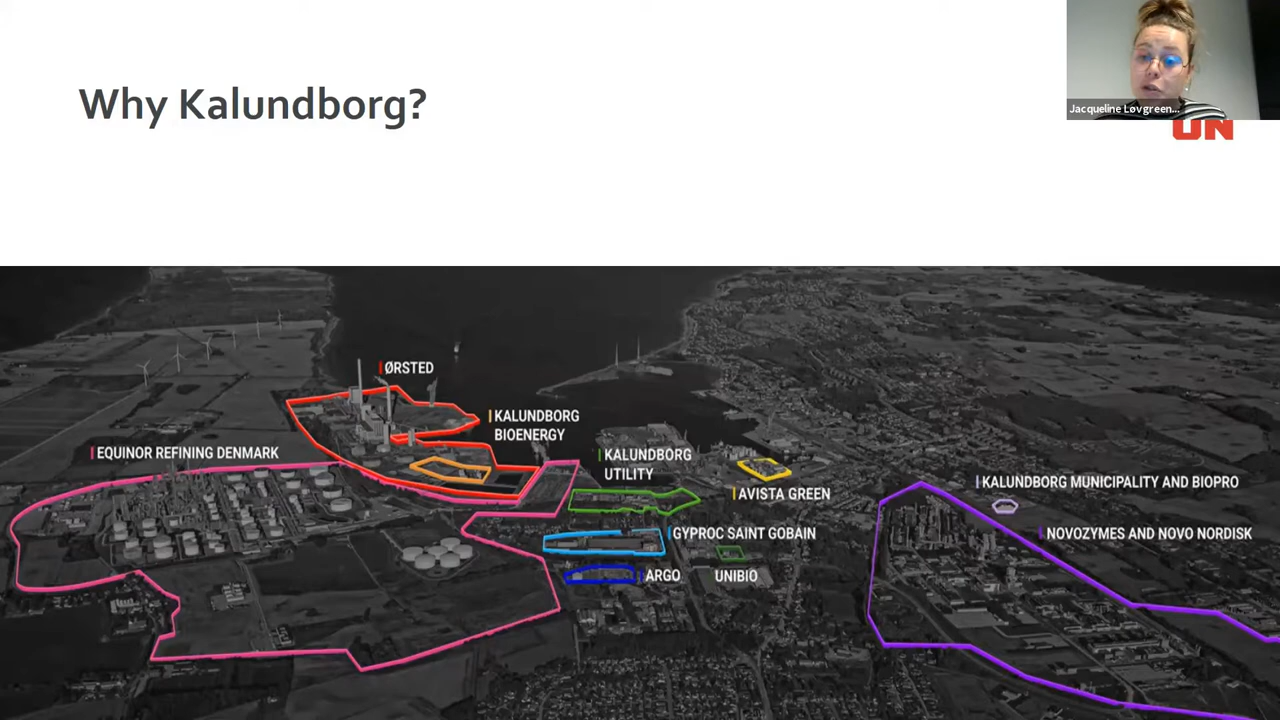 Why Kalundborg?
Jacqueline Løvgreen...
UN
ØRSTED
KALUNDBORG
BIOENERGY
EQUINOR REFINING DENMARK
KALUNDBORG
UTILITY
AVISTA GREEN
KALUNDBORG MUNICIPALITY AND BIOPRO
GYPROC SAINT GOBAIN
NOVOZYMES AND NOVO NORDISK
ARGO
UNIBIO